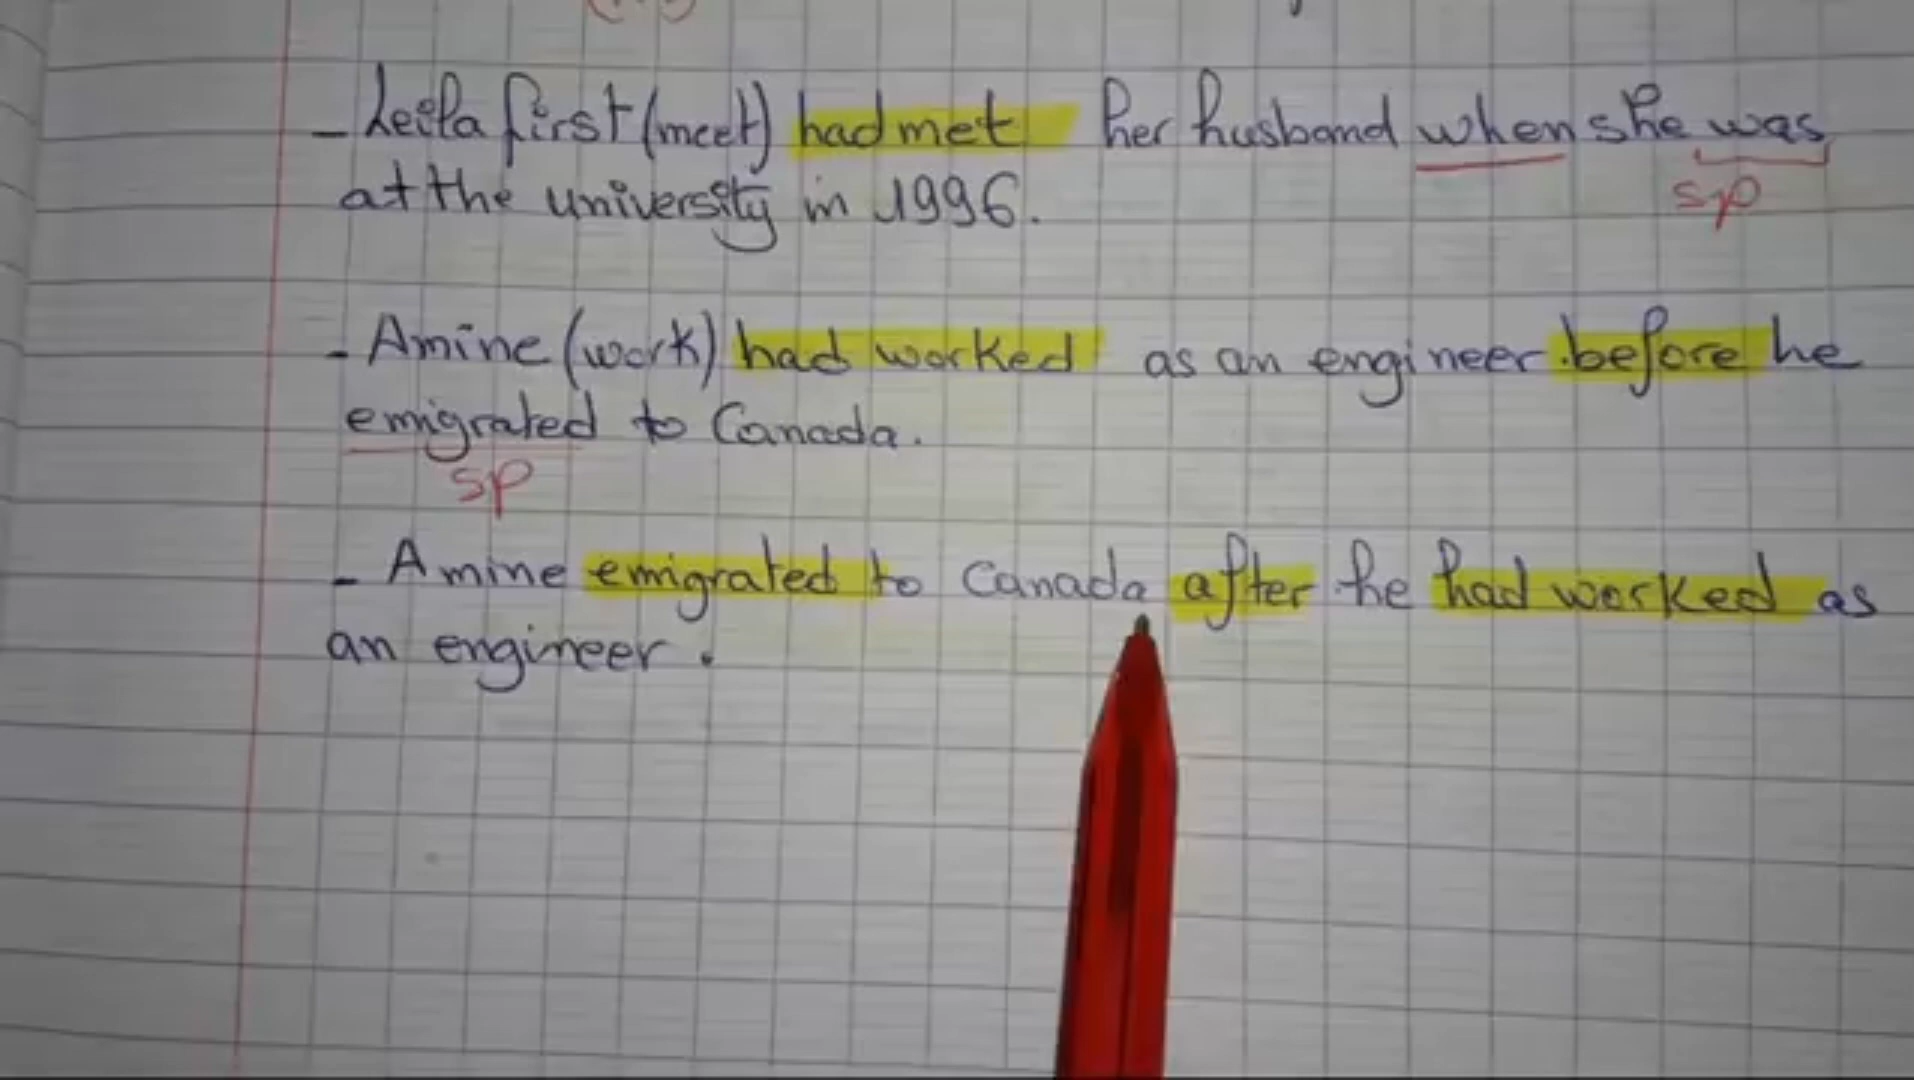 - Leila first (meet) had met her husband when she was
sp
at the university in 1996.
- Amine (work) had worked as an engineer before he
emigrated to Canada.
sp
- Amine emigrated to Canada after he had worked as
an engineer.